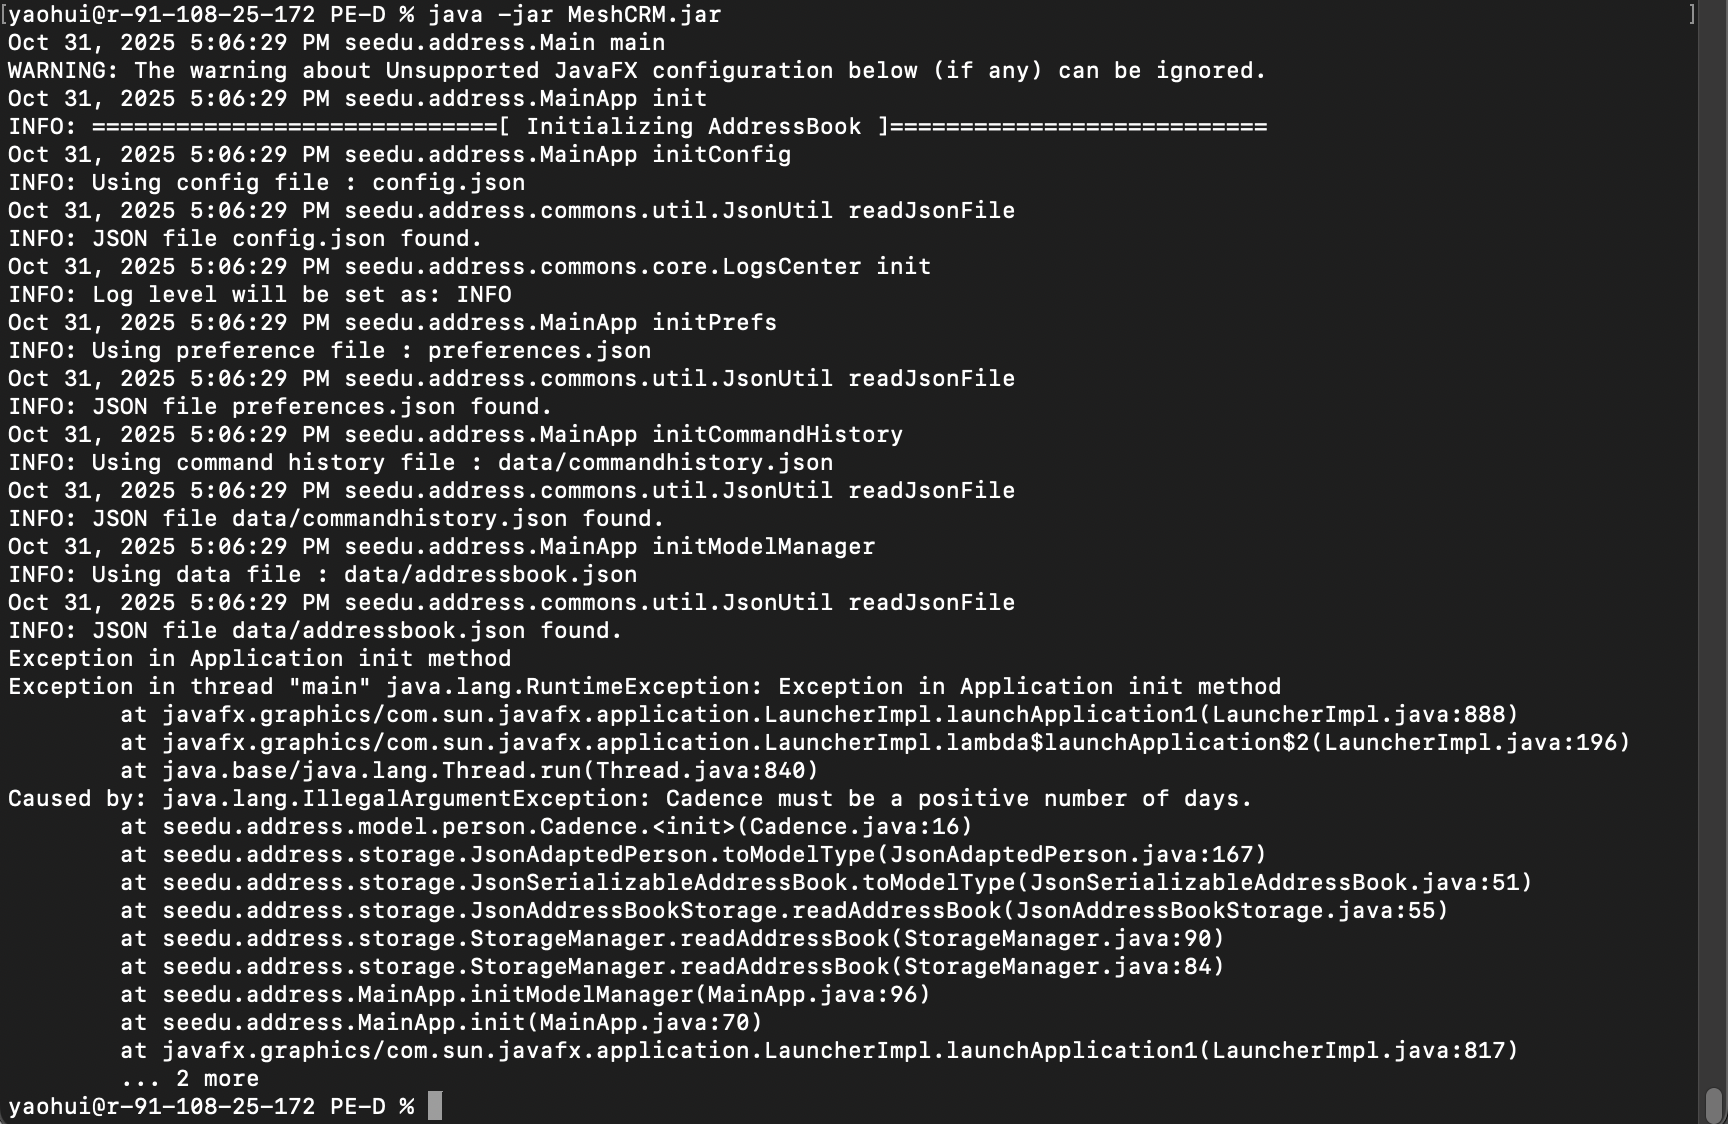 [yaohui@r-91-108-25-172 PE-D % java -jar MeshCRM.jar ]
Oct 31, 2025 5:06:29 PM seedu.address.Main main
WARNING: The warning about Unsupported JavaFX configuration below (if any) can be ignored.
Oct 31, 2025 5:06:29 PM seedu.address.MainApp init
INFO: =============================[ Initializing AddressBook ]===========================
Oct 31, 2025 5:06:29 PM seedu.address.MainApp initConfig
INFO: Using config file : config.json
Oct 31, 2025 5:06:29 PM seedu.address.commons.util.JsonUtil readJsonFile
INFO: JSON file config.json found.
Oct 31, 2025 5:06:29 PM seedu.address.commons.core.LogsCenter init
INFO: Log level will be set as: INFO
Oct 31, 2025 5:06:29 PM seedu.address.MainApp initPrefs
INFO: Using preference file : preferences.json
Oct 31, 2025 5:06:29 PM seedu.address.commons.util.JsonUtil readJsonFile
INFO: JSON file preferences.json found.
Oct 31, 2025 5:06:29 PM seedu.address.MainApp initCommandHistory
INFO: Using command history file : data/commandhistory.json
Oct 31, 2025 5:06:29 PM seedu.address.commons.util.JsonUtil readJsonFile
INFO: JSON file data/commandhistory.json found.
Oct 31, 2025 5:06:29 PM seedu.address.MainApp initModelManager
INFO: Using data file : data/addressbook.json
Oct 31, 2025 5:06:29 PM seedu.address.commons.util.JsonUtil readJsonFile
INFO: JSON file data/addressbook.json found.
Exception in Application init method
Exception in thread "main" java.lang.RuntimeException: Exception in Application init method
at javafx.graphics/com.sun.javafx.application.LauncherImpl.launchApplication1(LauncherImpl.java:888)
at javafx.graphics/com.sun.javafx.application.LauncherImpl.lambda$launchApplication$2(LauncherImpl.java:196)
at java.base/java.lang.Thread.run(Thread.java:840)
Caused by: java.lang.IllegalArgumentException: Cadence must be a positive number of days.
at seedu.address.model.person.Cadence.<init>(Cadence.java:16)
at seedu.address.storage.JsonAdaptedPerson.toModelType(JsonAdaptedPerson.java:167)
at seedu.address.storage.JsonSerializableAddressBook.toModelType(JsonSerializableAddressBook.java:51)
at seedu.address.storage.JsonAddressBookStorage.readAddressBook(JsonAddressBookStorage.java:55)
at seedu.address.storage.StorageManager.readAddressBook(StorageManager.java:90)
at seedu.address.storage.StorageManager.readAddressBook(StorageManager.java:84)
at seedu.address.MainApp.initModelManager(MainApp.java:96)
at seedu.address.MainApp.init(MainApp.java:70)
at javafx.graphics/com.sun.javafx.application.LauncherImpl.launchApplication1(LauncherImpl.java:817)
... 2 more
yaohui@r-91-108-25-172 PE-D %